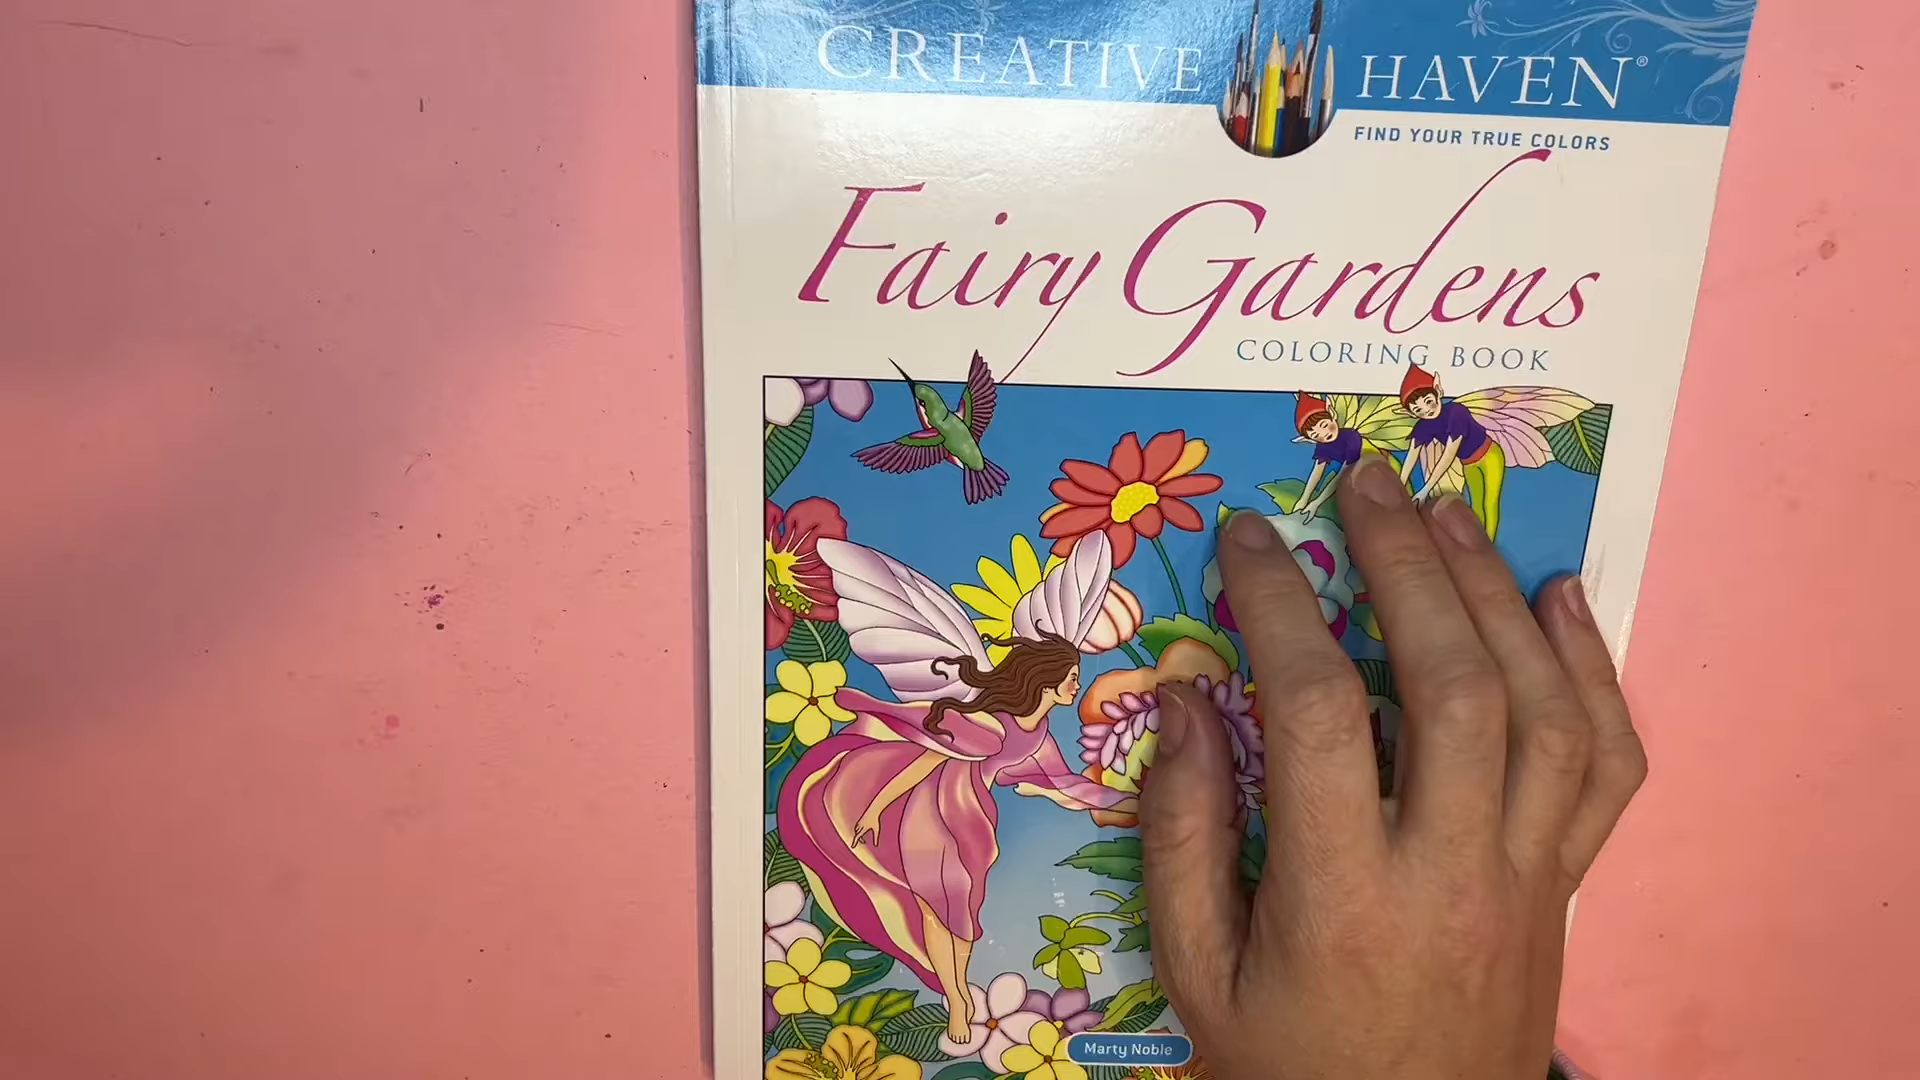 CREATIVE HAVEN®
FIND YOUR TRUE COLORS
Fairy Gardens
COLORING BOOK
Marty Noble